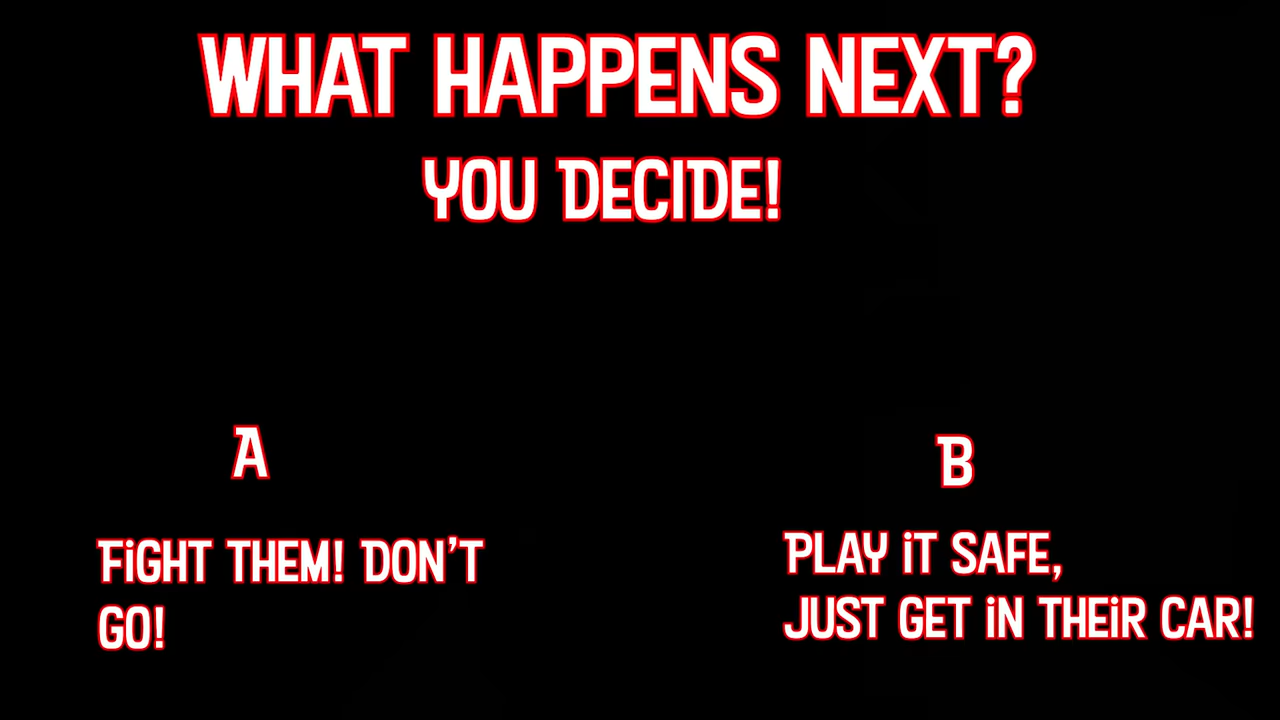 WHAT HAPPENS NEXT?
YOU DECIDE!
A
FiGHT THEM! DON'T
GO!
B
PLAY iT SAFE,
JUST GET iN THEiR CAR!